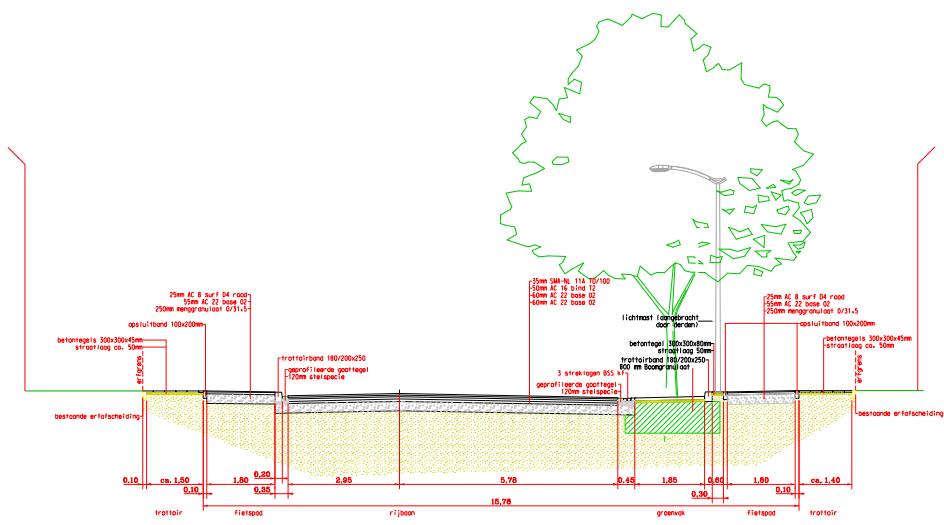 35mm SMA-NL 11A 70/100
50mm AC 16 bind T2
60mm AC 22 base O2
60mm AC 22 base O2
25mm AC 8 surf D4 rood
55mm AC 22 base O2
250mm menggranulaat 0/31.5
opsluitband 100x200mm
betontegels 300x300x45mm
straatlaag ca. 50mm
erfgrens
trottoirband 180/200x250
geprofileerde goottegel
120mm stelspecie
bestaande erfafscheiding
lichtmast (aangebracht
door derden)
betontegel 300x300x80mm
straatlaag 50mm
trottoirband 180/200x250
800 mm Boomgranulaat
3 streklagen BSS kf
geprofileerde goottegel
120mm stelspecie
25mm AC 8 surf D4 rood
55mm AC 22 base O2
250mm menggranulaat 0/31.5
opsluitband 100x200mm
betontegels 300x300x45mm
straatlaag ca. 50mm
erfgrens
bestaande erfafscheiding
0.10 ca. 1,50 1,80 0.20 2,95 5,78 0,45 1,85 0,60 1,80 ca. 1,40
0.10 0,35 0.30 0.10
15,78
trottoir fietspad rijbaan groenvak fietspad trottoir